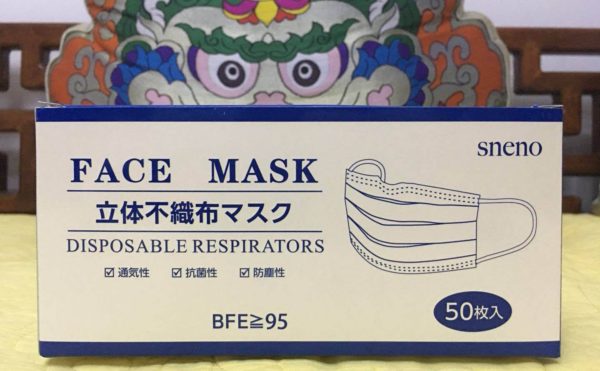 sneno
FACE MASK
立体不織布マスク
DISPOSABLE RESPIRATORS
☑ 通気性 ☑ 抗菌性 ☑ 防塵性
BFE≧95
50枚入